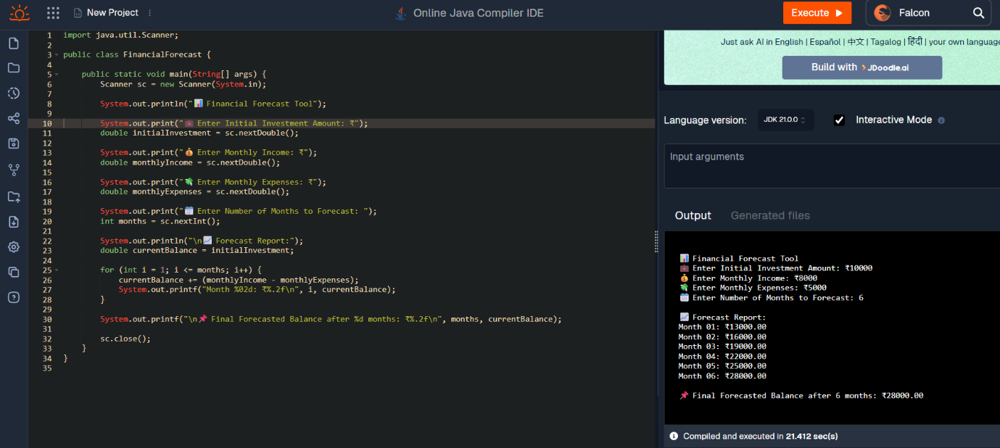 New Project
Online Java Compiler IDE
Execute
Falcon
1 import java.util.Scanner;
2
3 public class FinancialForecast {
4
5     public static void main(String[] args) {
6         Scanner sc = new Scanner(System.in);
7
8         System.out.println("📊 Financial Forecast Tool");
9
10         System.out.print("💼 Enter Initial Investment Amount: ₹");
11         double initialInvestment = sc.nextDouble();
12
13         System.out.print("💰 Enter Monthly Income: ₹");
14         double monthlyIncome = sc.nextDouble();
15
16         System.out.print("💸 Enter Monthly Expenses: ₹");
17         double monthlyExpenses = sc.nextDouble();
18
19         System.out.print("🗓️ Enter Number of Months to Forecast: ");
20         int months = sc.nextInt();
21
22         System.out.println("\n📈 Forecast Report:");
23         double currentBalance = initialInvestment;
24
25         for (int i = 1; i <= months; i++) {
26             currentBalance += (monthlyIncome - monthlyExpenses);
27             System.out.printf("Month %02d: ₹%.2f\n", i, currentBalance);
28         }
29
30         System.out.printf("\n📌 Final Forecasted Balance after %d months: ₹%.2f\n", months, currentBalance);
31
32         sc.close();
33     }
34 }
35
Just ask AI in English | Español | 中文 | Tagalog | हिंदी | your own language
Build with JDoodle.ai
Language version:
JDK 21.0.0
Interactive Mode
Input arguments
Output
Generated files
📊 Financial Forecast Tool
💼 Enter Initial Investment Amount: ₹10000
💰 Enter Monthly Income: ₹8000
💸 Enter Monthly Expenses: ₹5000
🗓️ Enter Number of Months to Forecast: 6
📈 Forecast Report:
Month 01: ₹13000.00
Month 02: ₹16000.00
Month 03: ₹19000.00
Month 04: ₹22000.00
Month 05: ₹25000.00
Month 06: ₹28000.00
📌 Final Forecasted Balance after 6 months: ₹28000.00
Compiled and executed in 21.412 sec(s)